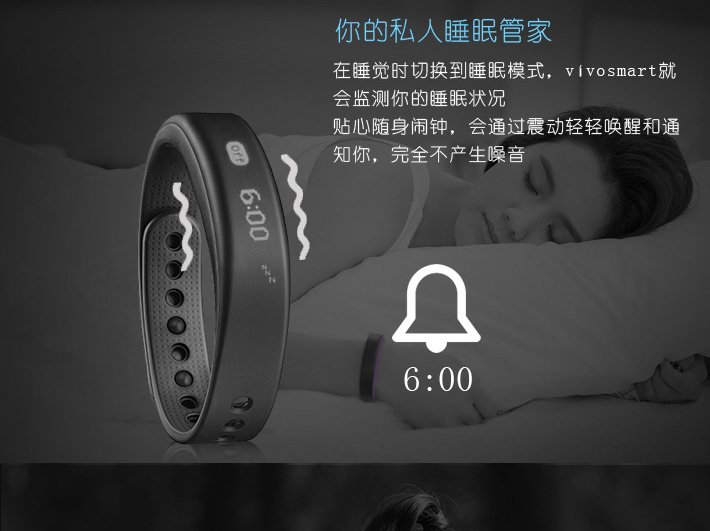 你的私人睡眠管家
在睡觉时切换到睡眠模式，vivosmart就
会监测你的睡眠状况
贴心随身闹钟，会通过震动轻轻唤醒和通
知你，完全不产生噪音
off
6:00
zzz
6:00